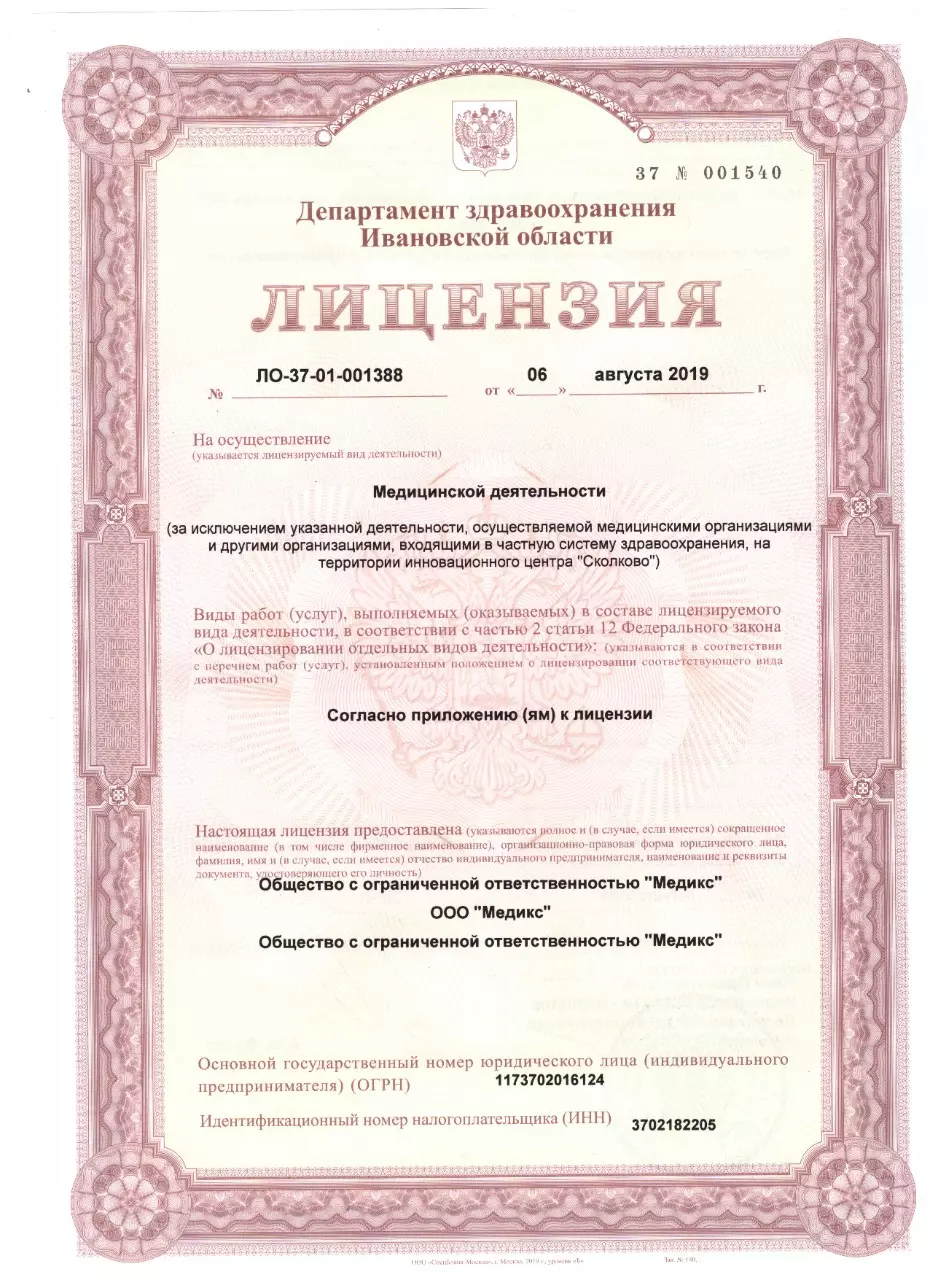 37 № 001540
Департамент здравоохранения
Ивановской области
ЛИЦЕНЗИЯ
№ ЛО-37-01-001388 от « 06 » августа 2019 г.
На осуществление
(указывается лицензируемый вид деятельности)
Медицинской деятельности
(за исключением указанной деятельности, осуществляемой медицинскими организациями
и другими организациями, входящими в частную систему здравоохранения, на
территории инновационного центра "Сколково")
Виды работ (услуг), выполняемых (оказываемых) в составе лицензируемого
вида деятельности, в соответствии с частью 2 статьи 12 Федерального закона
«О лицензировании отдельных видов деятельности»: (указываются в соответствии
с перечнем работ (услуг), установленным положением о лицензировании соответствующего вида
деятельности)
Согласно приложению (ям) к лицензии
Настоящая лицензия предоставлена (указываются полное и (в случае, если имеется) сокращенное
наименование (в том числе фирменное наименование), организационно-правовая форма юридического лица,
фамилия, имя и (в случае, если имеется) отчество индивидуального предпринимателя, наименование и реквизиты
документа, удостоверяющего его личность)
Общество с ограниченной ответственностью "Медикс"
ООО "Медикс"
Общество с ограниченной ответственностью "Медикс"
Основной государственный номер юридического лица (индивидуального
предпринимателя) (ОГРН) 1173702016124
Идентификационный номер налогоплательщика (ИНН) 3702182205
г. Москва, 2019 г., уровень «Б»